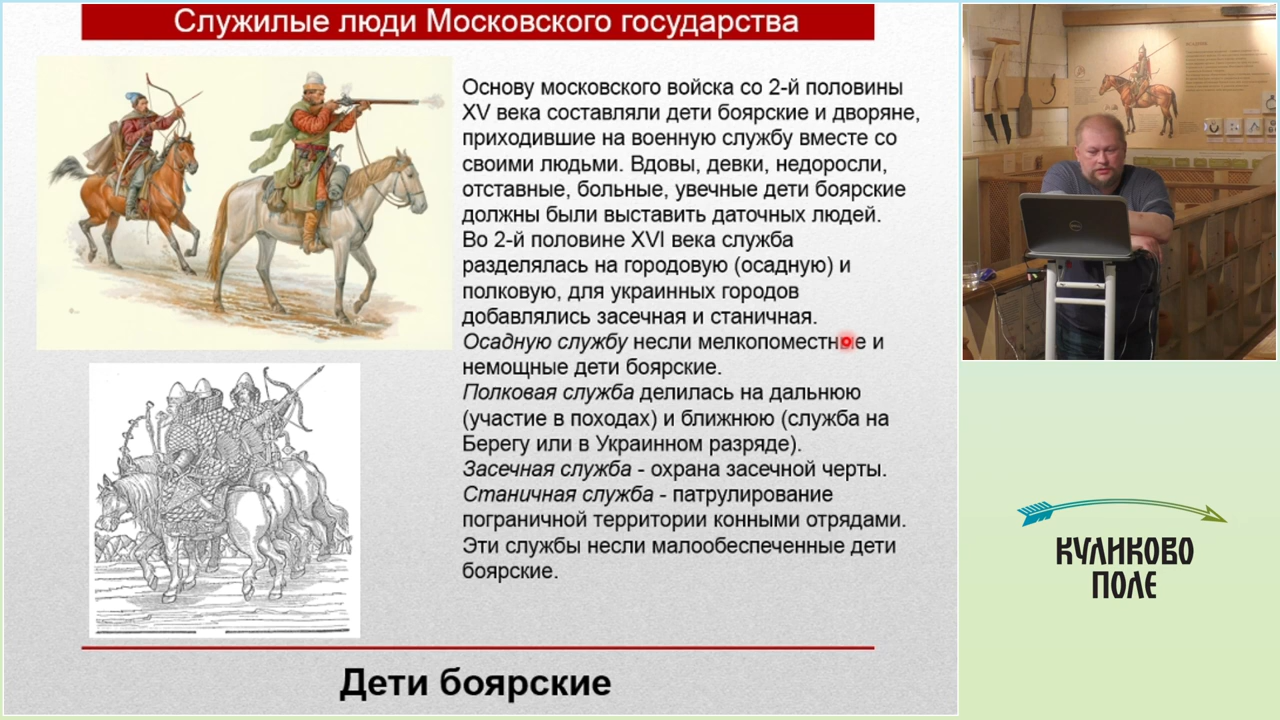 Служилые люди Московского государства
Основу московского войска со 2-й половины
XV века составляли дети боярские и дворяне,
приходившие на военную службу вместе со
своими людьми. Вдовы, девки, недоросли,
отставные, больные, увечные дети боярские
должны были выставить даточных людей.
Во 2-й половине XVI века служба
разделялась на городовую (осадную) и
полковую, для украинных городов
добавлялись засечная и станичная.
Осадную службу несли мелкопоместные и
немощные дети боярские.
Полковая служба делилась на дальнюю
(участие в походах) и ближнюю (служба на
Берегу или в Украинном разряде).
Засечная служба - охрана засечной черты.
Станичная служба - патрулирование
пограничной территории конными отрядами.
Эти службы несли малообеспеченные дети
боярские.
Дети боярские
КУЛИКОВО
ПОЛЕ